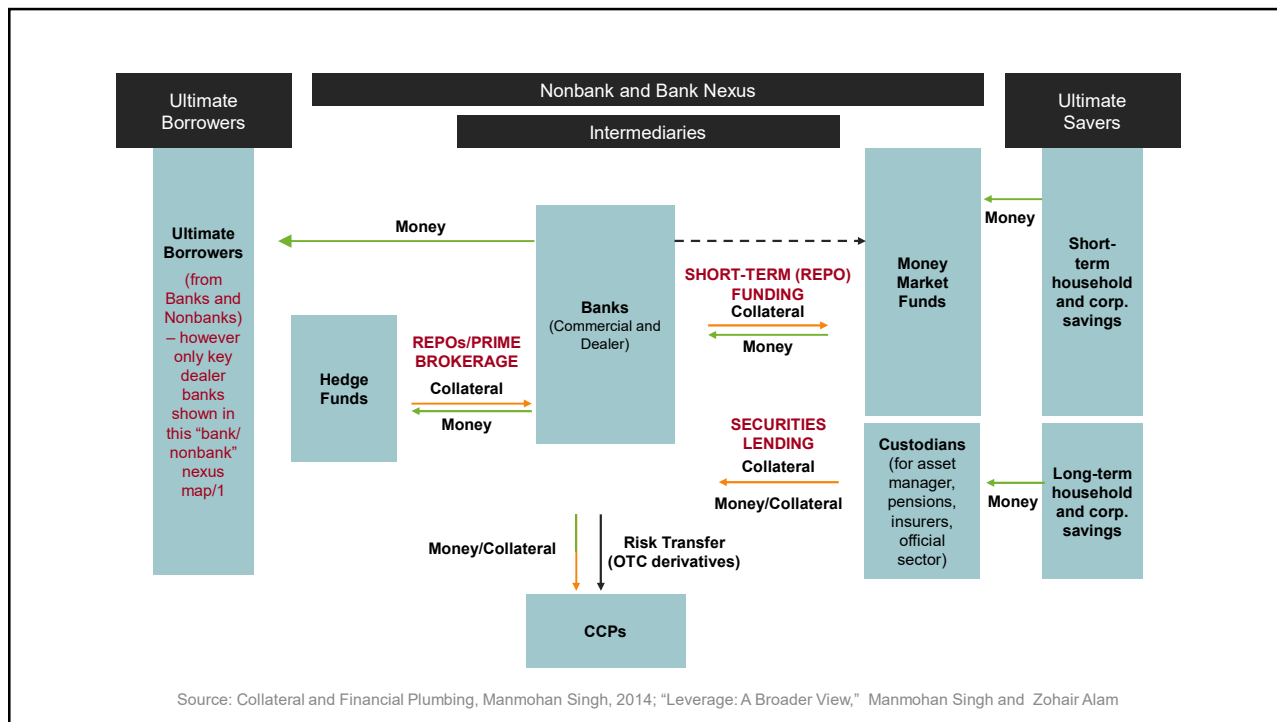 Ultimate
Borrowers
Nonbank and Bank Nexus
Intermediaries
Ultimate
Savers
Ultimate
Borrowers
(from
Banks and
Nonbanks)
– however
only key
dealer
banks
shown in
this “bank/
nonbank”
nexus
map/1
Money
Hedge
Funds
REPOs/PRIME
BROKERAGE
Collateral
Money
Banks
(Commercial and
Dealer)
SHORT-TERM (REPO)
FUNDING
Collateral
Money
SECURITIES
LENDING
Collateral
Money/Collateral
Money
Market
Funds
Custodians
(for asset
manager,
pensions,
insurers,
official
sector)
Money
Short-
term
household
and corp.
savings
Money
Long-term
household
and corp.
savings
Money/Collateral
Risk Transfer
(OTC derivatives)
CCPs
Source: Collateral and Financial Plumbing, Manmohan Singh, 2014; “Leverage: A Broader View,” Manmohan Singh and Zohair Alam